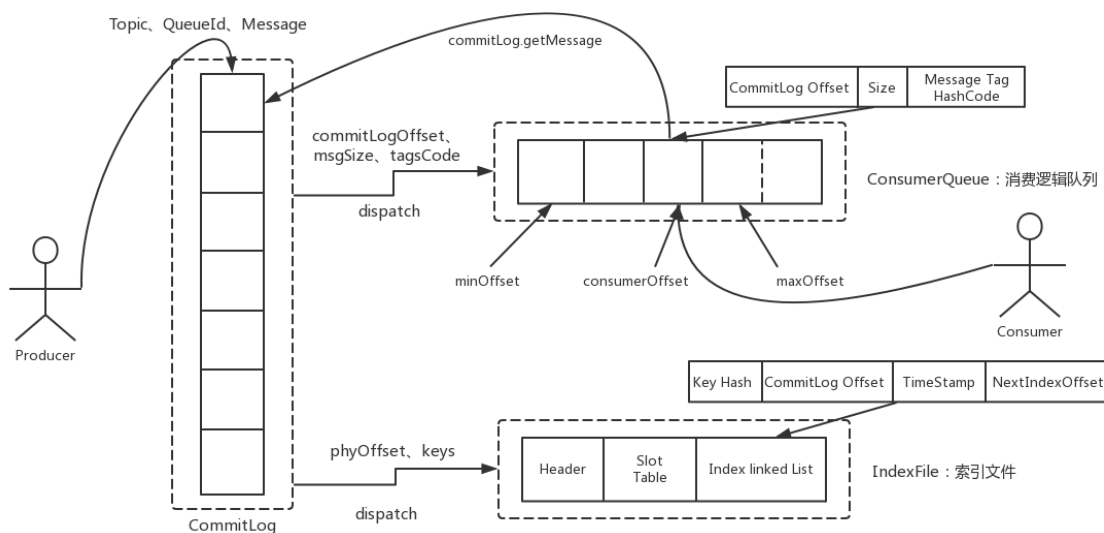 Topic、QueueId、Message
commitLog.getMessage
CommitLog Offset
Size
Message Tag
HashCode
commitLogOffset、
msgSize、tagsCode
dispatch
ConsumerQueue：消费逻辑队列
minOffset
consumerOffset
maxOffset
Producer
Consumer
Key Hash
CommitLog Offset
TimeStamp
NextIndexOffset
phyOffset、keys
dispatch
Header
Slot
Table
Index linked List
IndexFile：索引文件
CommitLog